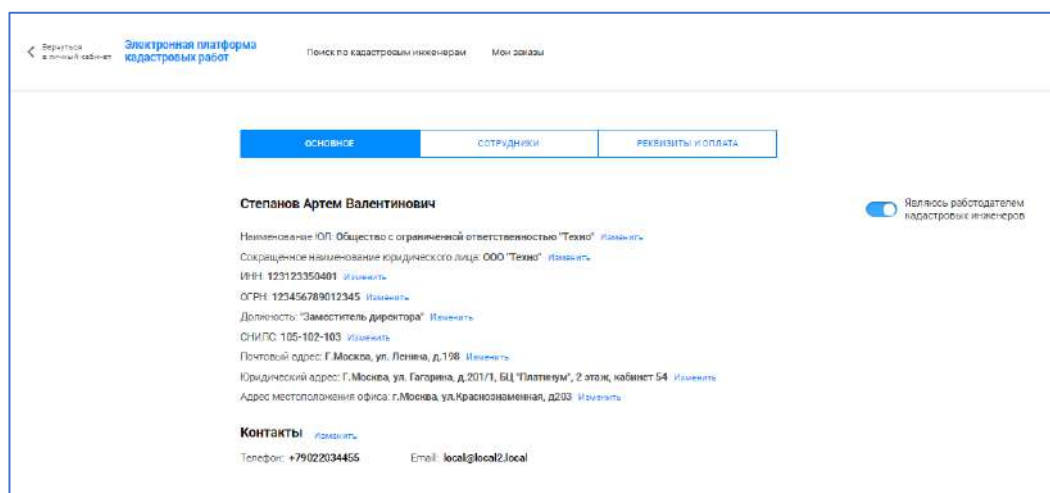 Вернуться
в личный кабинет
Электронная платформа
кадастровых работ
Поиск по кадастровым инженерам
Мои заказы
ОСНОВНОЕ
СОТРУДНИКИ
РЕКВИЗИТЫ И ОПЛАТА
Степанов Артем Валентинович
Являюсь работодателем
кадастровых инженеров
Наименование ЮЛ: Общество с ограниченной ответственностью "Техно" Изменить
Сокращенное наименование юридического лица: ООО "Техно" Изменить
ИНН: 123123350401 Изменить
ОГРН: 123456789012345 Изменить
Должность: "Заместитель директора" Изменить
СНИЛС: 105-102-103 Изменить
Почтовый адрес: Г.Москва, ул. Ленина, д.198 Изменить
Юридический адрес: Г.Москва, ул. Гагарина, д.201/1, БЦ "Платинум", 2 этаж, кабинет 54 Изменить
Адрес местоположения офиса: г.Москва, ул.Краснознаменная, д203 Изменить
Контакты Изменить
Телефон: +79022034455 Email: local@local2.local